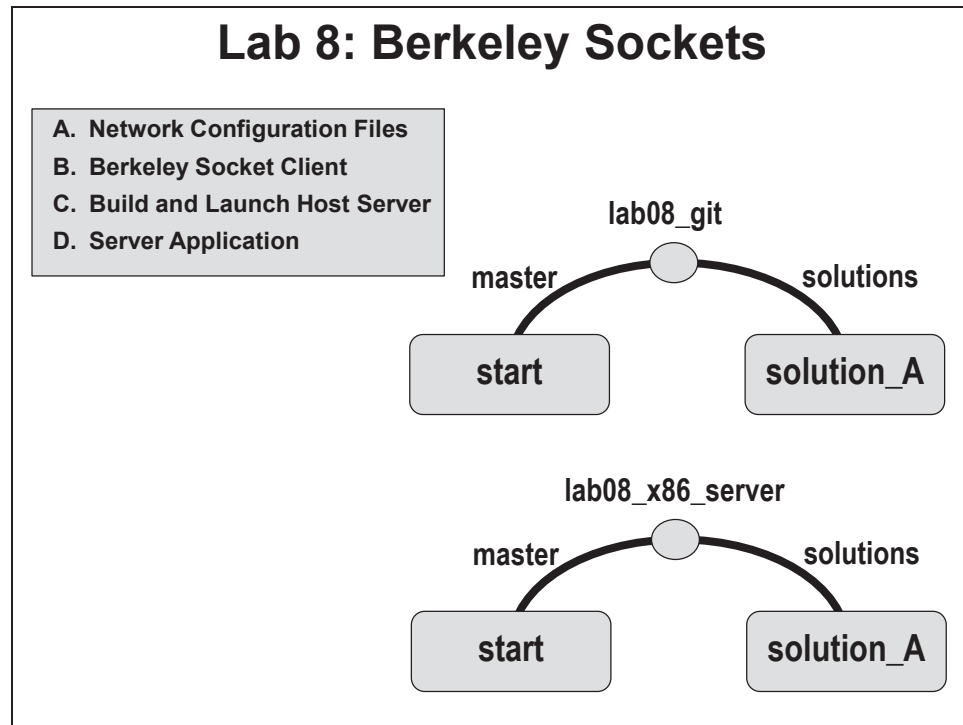 Lab 8: Berkeley Sockets
A. Network Configuration Files
B. Berkeley Socket Client
C. Build and Launch Host Server
D. Server Application
lab08_git
master
solutions
start
solution_A
lab08_x86_server
master
solutions
start
solution_A